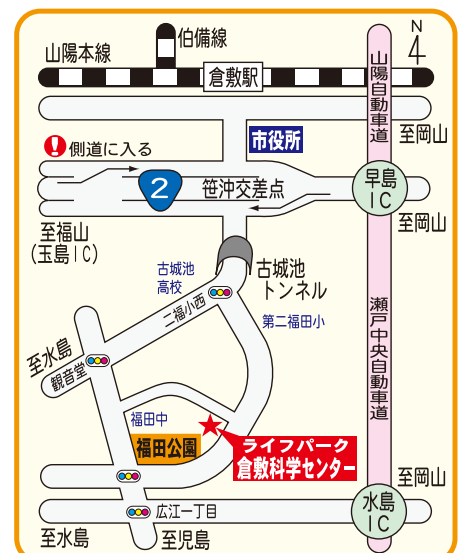 伯備線
N
山陽本線
倉敷駅
山陽自動車道
至岡山
市役所
！側道に入る
2
笹沖交差点
早島
IC
至福山
(玉島IC)
至岡山
古城池
高校
古城池
トンネル
二福小西
第二福田小
瀬戸中央自動車道
至水島
観音堂
福田中
福田公園
ライフパーク
倉敷科学センター
至岡山
水島
IC
広江一丁目
至水島
至児島